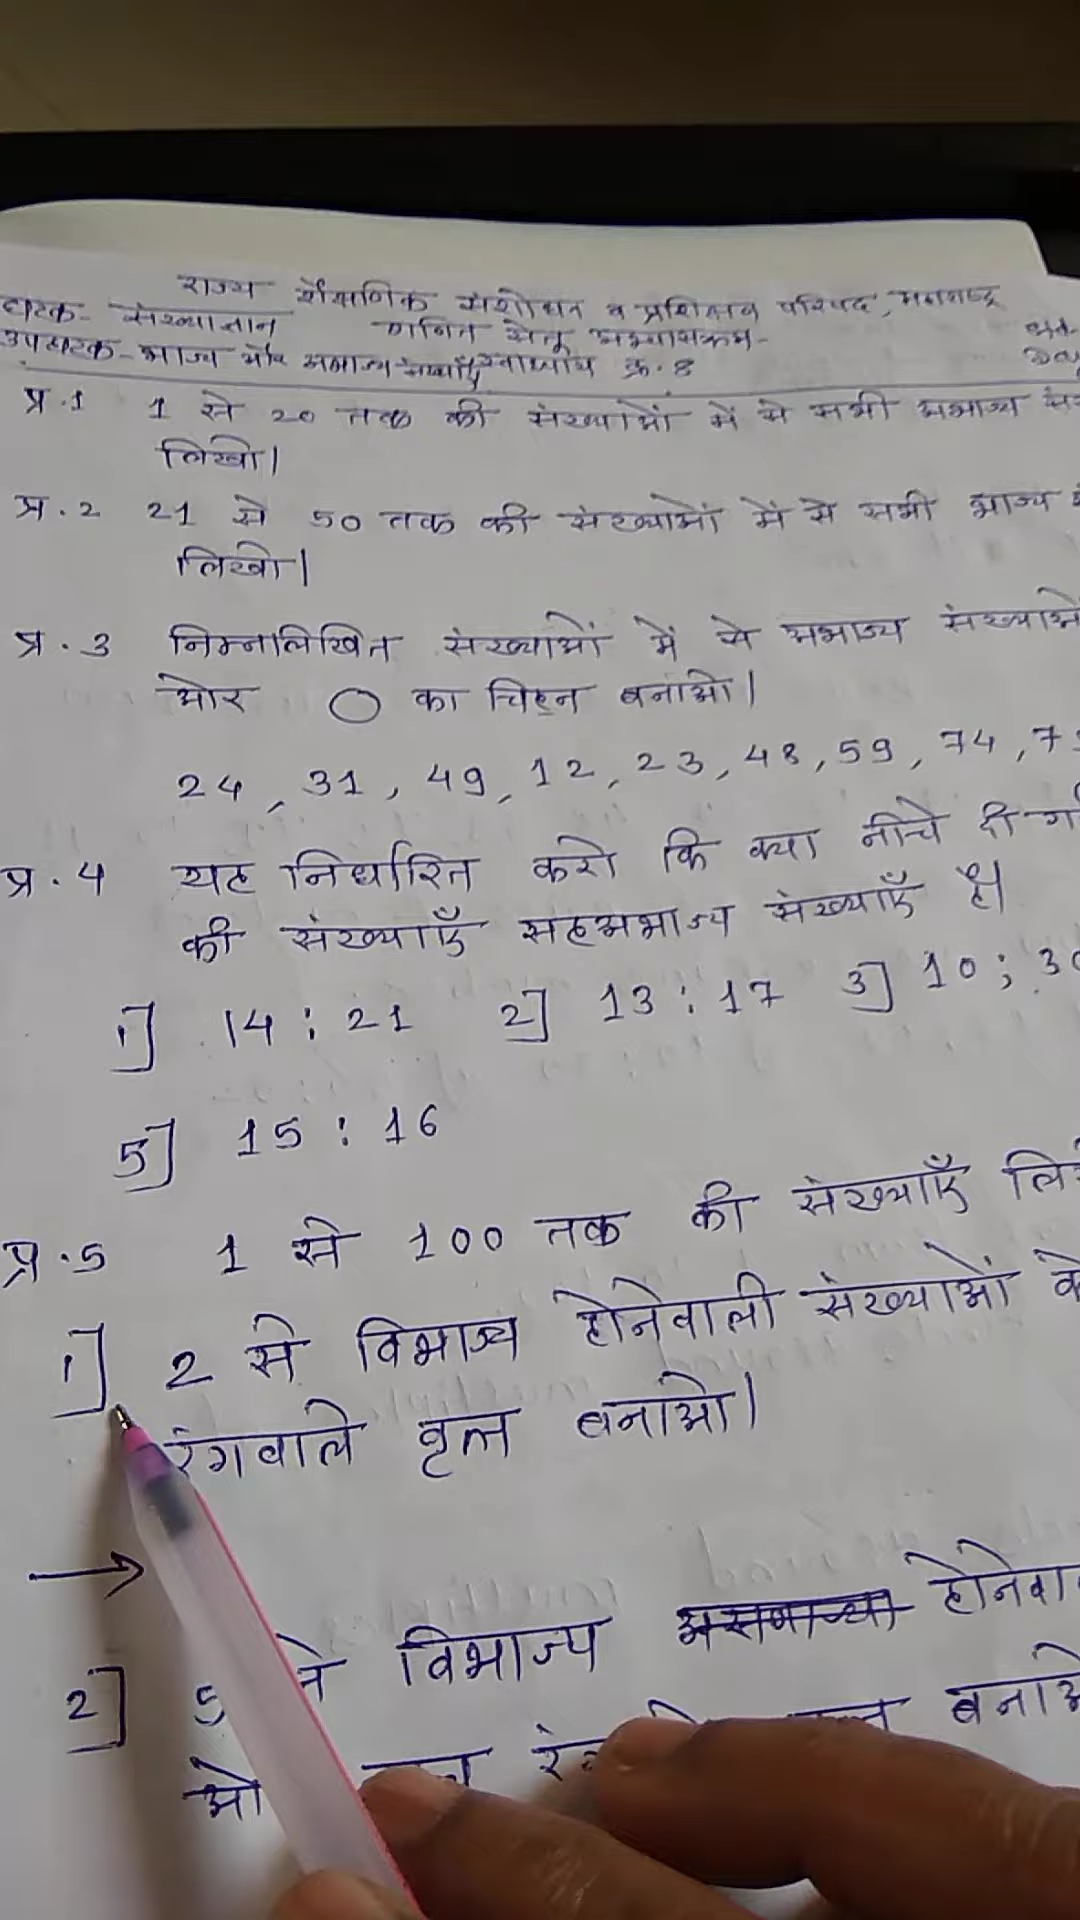 राज्य शैक्षणिक संशोधन व प्रशिक्षण परिषद, महाराष्ट्र
घटक- संख्याज्ञान गणित सेतू अभ्यासक्रम-
उपघटक- भाज्य और अभाज्य संख्याएँ स्वाध्याय क्र. 8
प्र.1 1 से 20 तक की संख्याओं में से सभी अभाज्य
लिखो।
प्र.2 21 से 50 तक की संख्याओं में से सभी भाज्य
लिखो।
प्र.3 निम्नलिखित संख्याओं में से अभाज्य संख्याओं
ओर ○ का चिह्न बनाओ।
24, 31, 49, 12, 23, 48, 59, 74,
प्र.4 यह निर्धारित करो कि क्या नीचे दी
की संख्याएँ सहअभाज्य संख्याएँ है।
1] 14 : 21 2] 13 : 17 3] 10 ;
5] 15 : 16
प्र.5 1 से 100 तक की संख्याएँ
1] 2 से विभाज्य होनेवाली संख्याओं
रंगवाले वृत्त बनाओ।
→
2] 5 विभाज्य